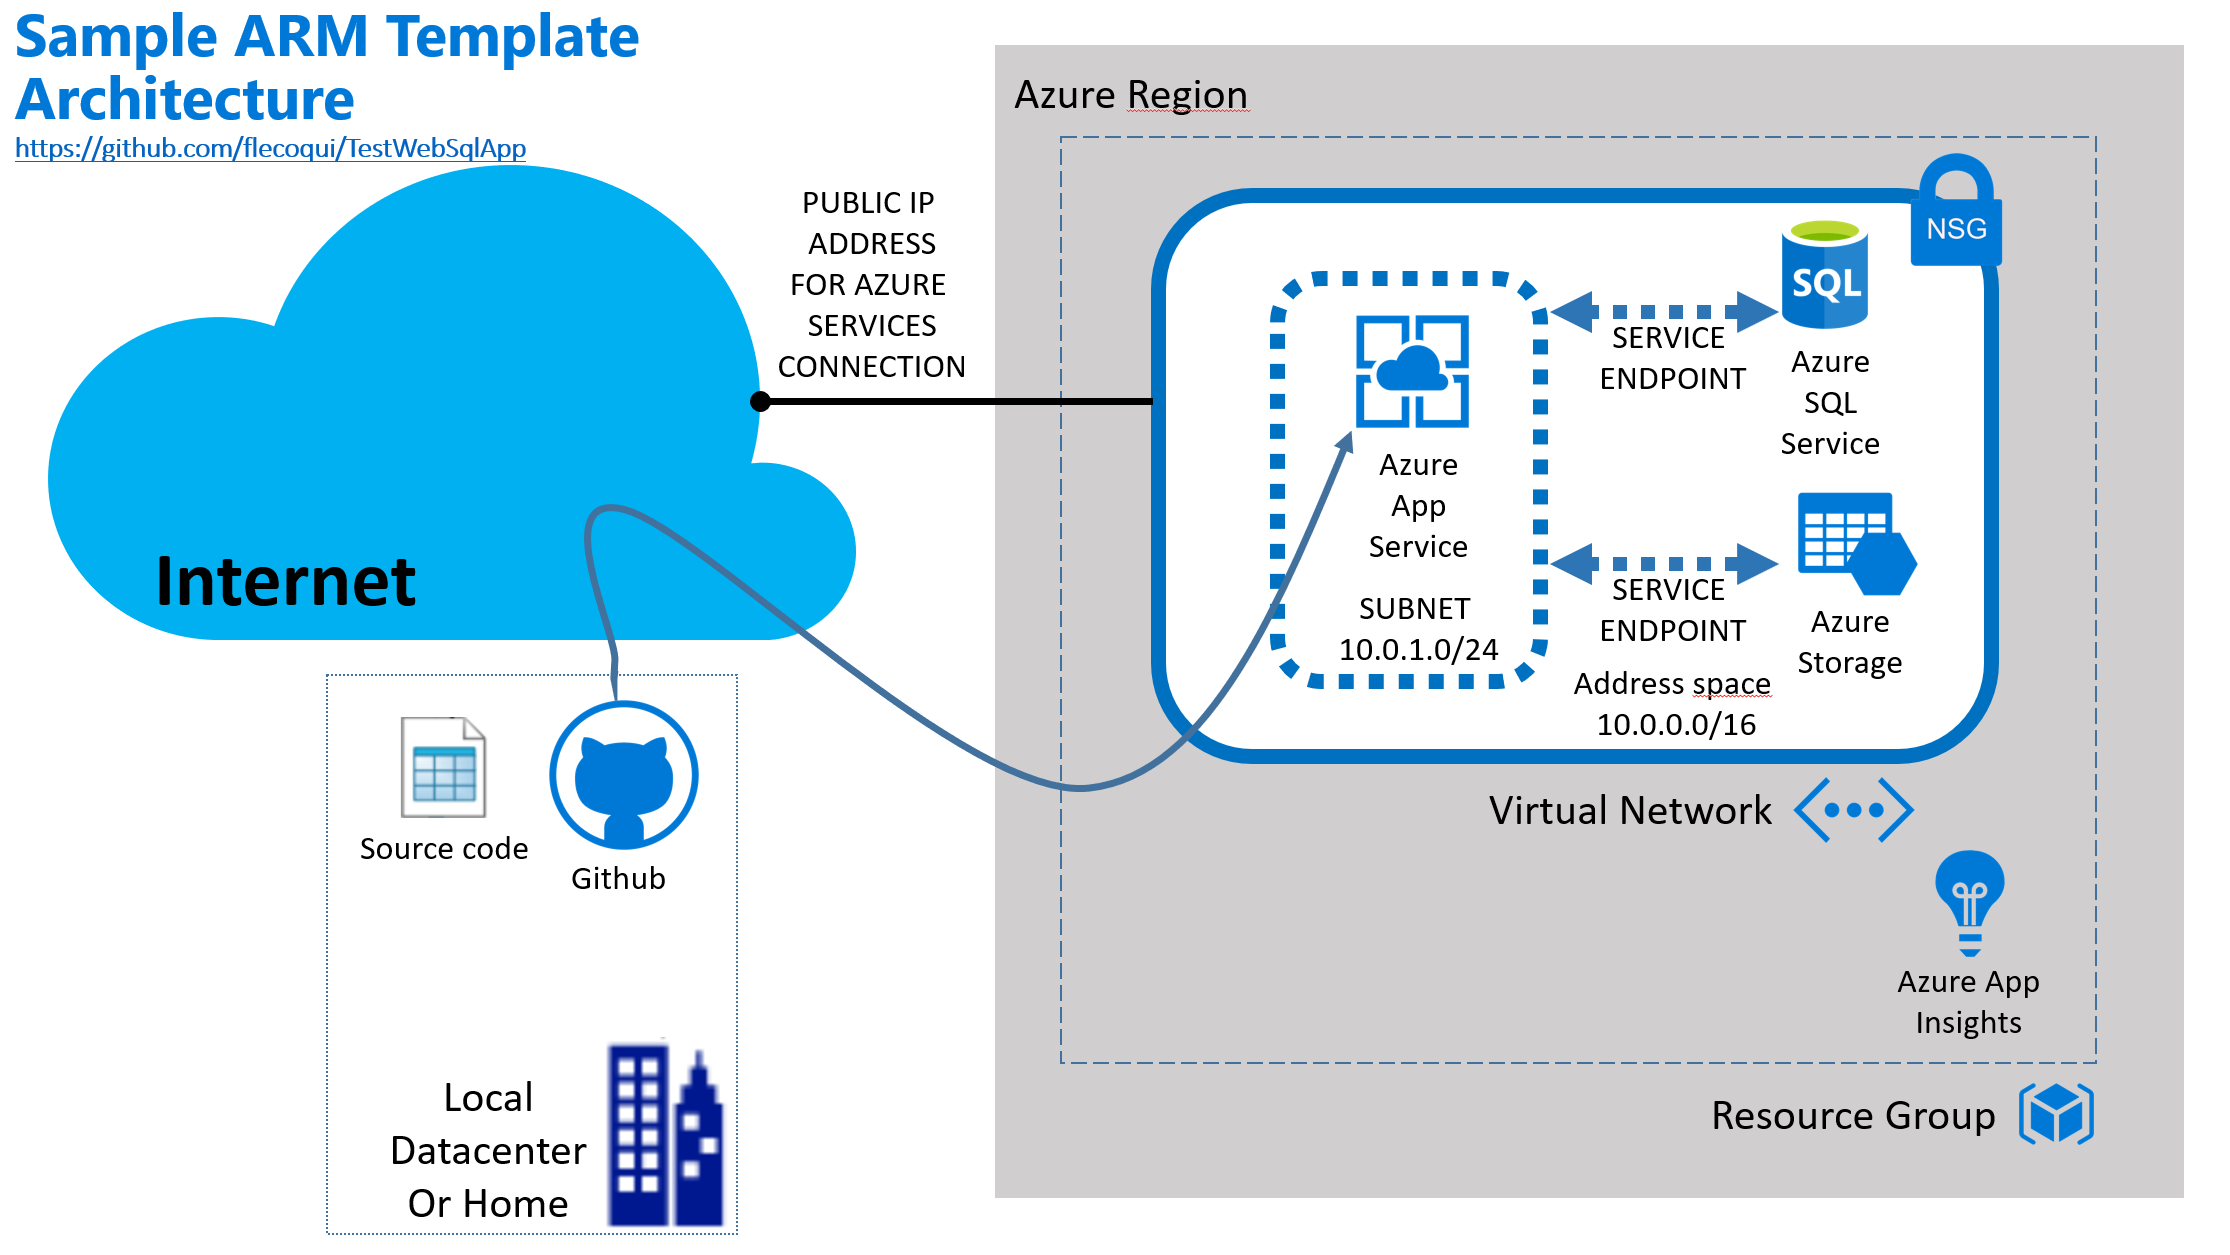 Sample ARM Template
Architecture
https://github.com/flecoqui/TestWebSqlApp
Azure Region
PUBLIC IP
ADDRESS
FOR AZURE
SERVICES
CONNECTION
NSG
SQL
SERVICE
ENDPOINT
Azure
SQL
Service
Azure
App
Service
SUBNET
10.0.1.0/24
SERVICE
ENDPOINT
Azure
Storage
Address space
10.0.0.0/16
Internet
Virtual Network
Source code
Github
Azure App
Insights
Local
Datacenter
Or Home
Resource Group